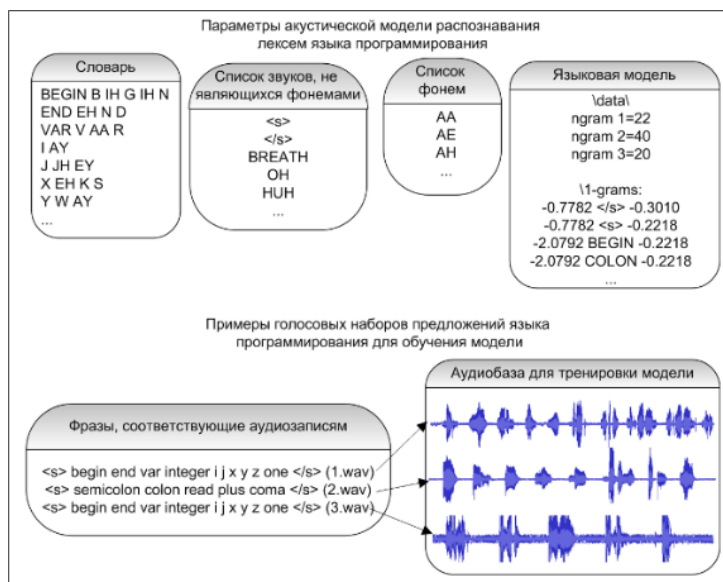 Параметры акустической модели распознавания
лексем языка программирования
Словарь
BEGIN B IH G IH N
END EH N D
VAR V AA R
I AY
J JH EY
X EH K S
Y W AY
...
Список звуков, не
являющихся фонемами
<s>
</s>
BREATH
OH
HUH
...
Список
фонем
AA
AE
AH
...
Языковая модель
\data\
ngram 1=22
ngram 2=40
ngram 3=20
\1-grams:
-0.7782 </s> -0.3010
-0.7782 <s> -0.2218
-2.0792 BEGIN -0.2218
-2.0792 COLON -0.2218
...
Примеры голосовых наборов предложений языка
программирования для обучения модели
Фразы, соответствующие аудиозаписям
<s> begin end var integer i j x y z one </s> (1.wav)
<s> semicolon colon read plus coma </s> (2.wav)
<s> begin end var integer i j x y z one </s> (3.wav)
Аудиобаза для тренировки модели